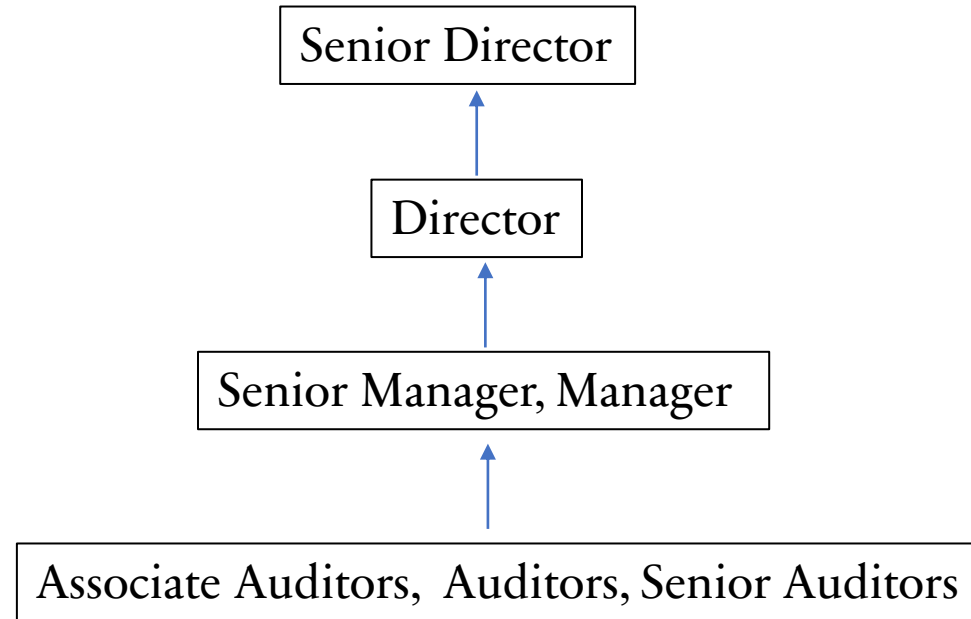 Senior Director
Director
Senior Manager, Manager
Associate Auditors, Auditors, Senior Auditors